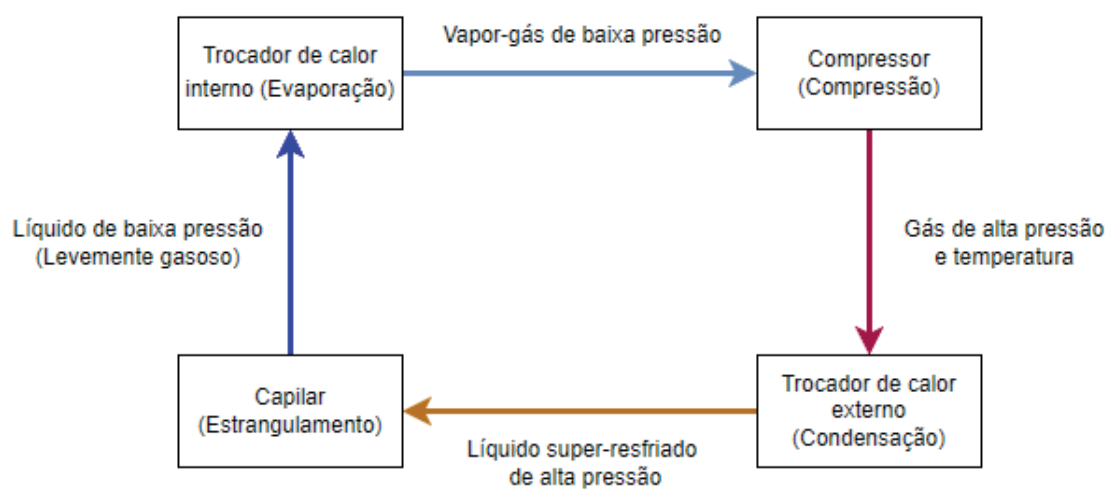 Trocador de calor
interno (Evaporação)
Vapor-gás de baixa pressão
Compressor
(Compressão)
Líquido de baixa pressão
(Levemente gasoso)
Gás de alta pressão
e temperatura
Capilar
(Estrangulamento)
Líquido super-resfriado
de alta pressão
Trocador de calor
externo
(Condensação)